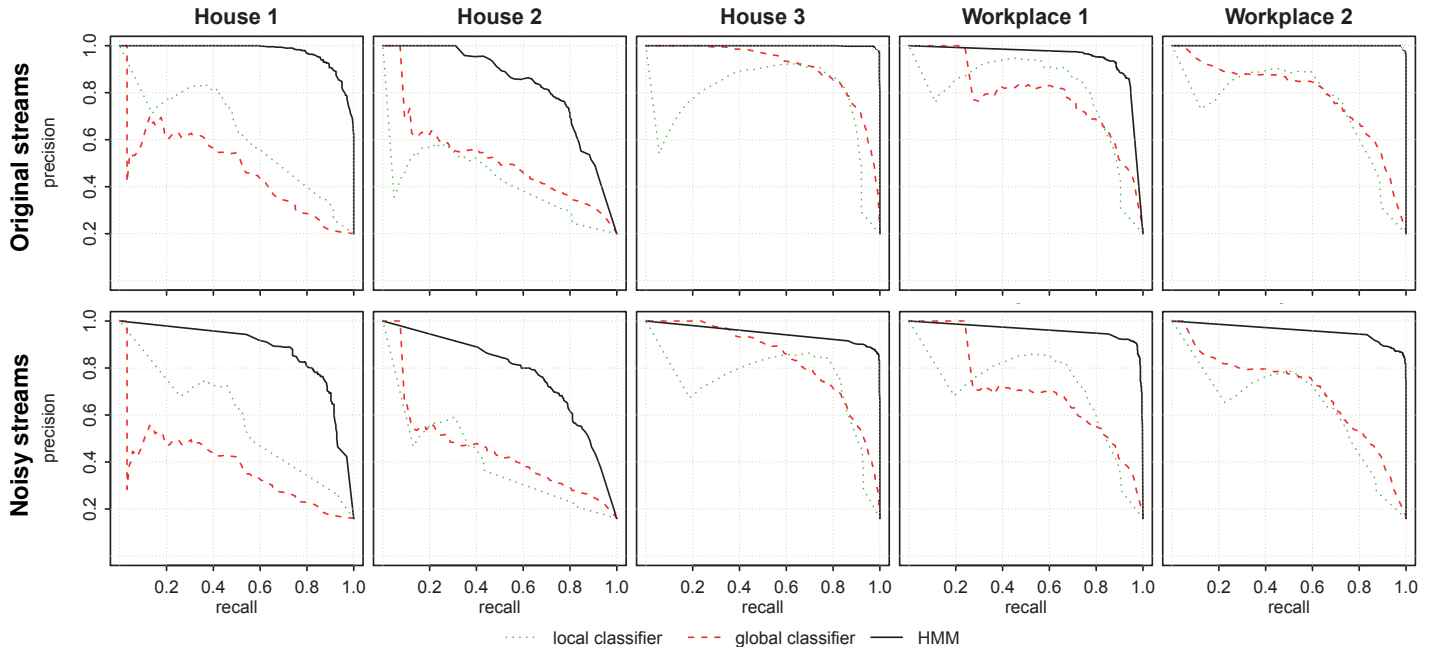 House 1 House 2 House 3 Workplace 1 Workplace 2
Original streams
precision
1.0
0.8
0.6
0.4
0.2
Noisy streams
precision
1.0
0.8
0.6
0.4
0.2
0.2 0.4 0.6 0.8 1.0 0.2 0.4 0.6 0.8 1.0 0.2 0.4 0.6 0.8 1.0 0.2 0.4 0.6 0.8 1.0 0.2 0.4 0.6 0.8 1.0
recall recall recall recall recall
local classifier global classifier HMM